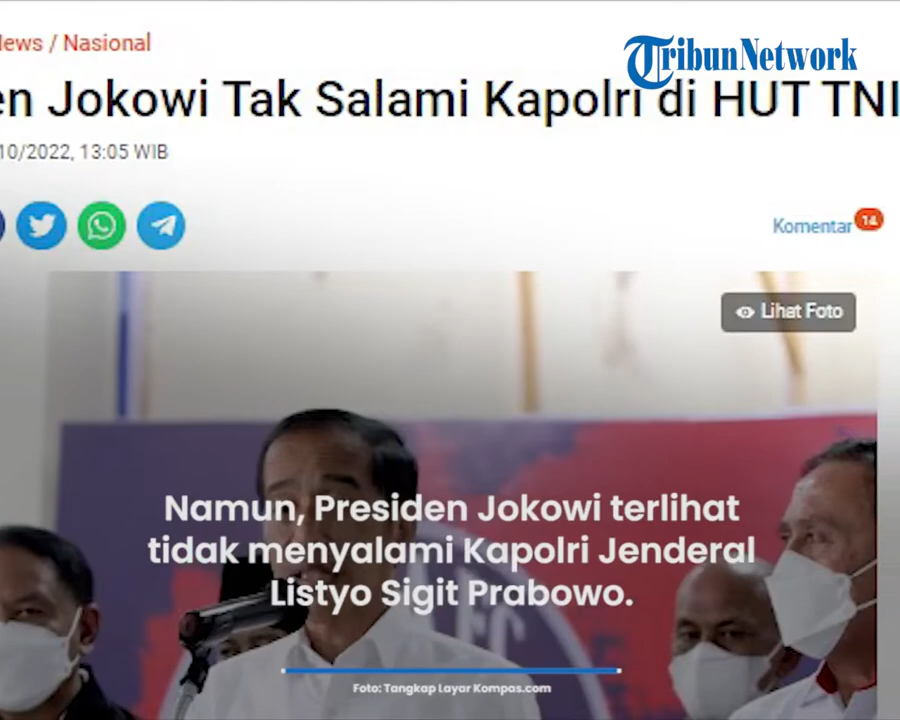 News / Nasional
TribunNetwork
en Jokowi Tak Salami Kapolri di HUT TNI
10/2022, 13:05 WIB
Komentar 14
Lihat Foto
Namun, Presiden Jokowi terlihat
tidak menyalami Kapolri Jenderal
Listyo Sigit Prabowo.
Foto: Tangkap Layar Kompas.com